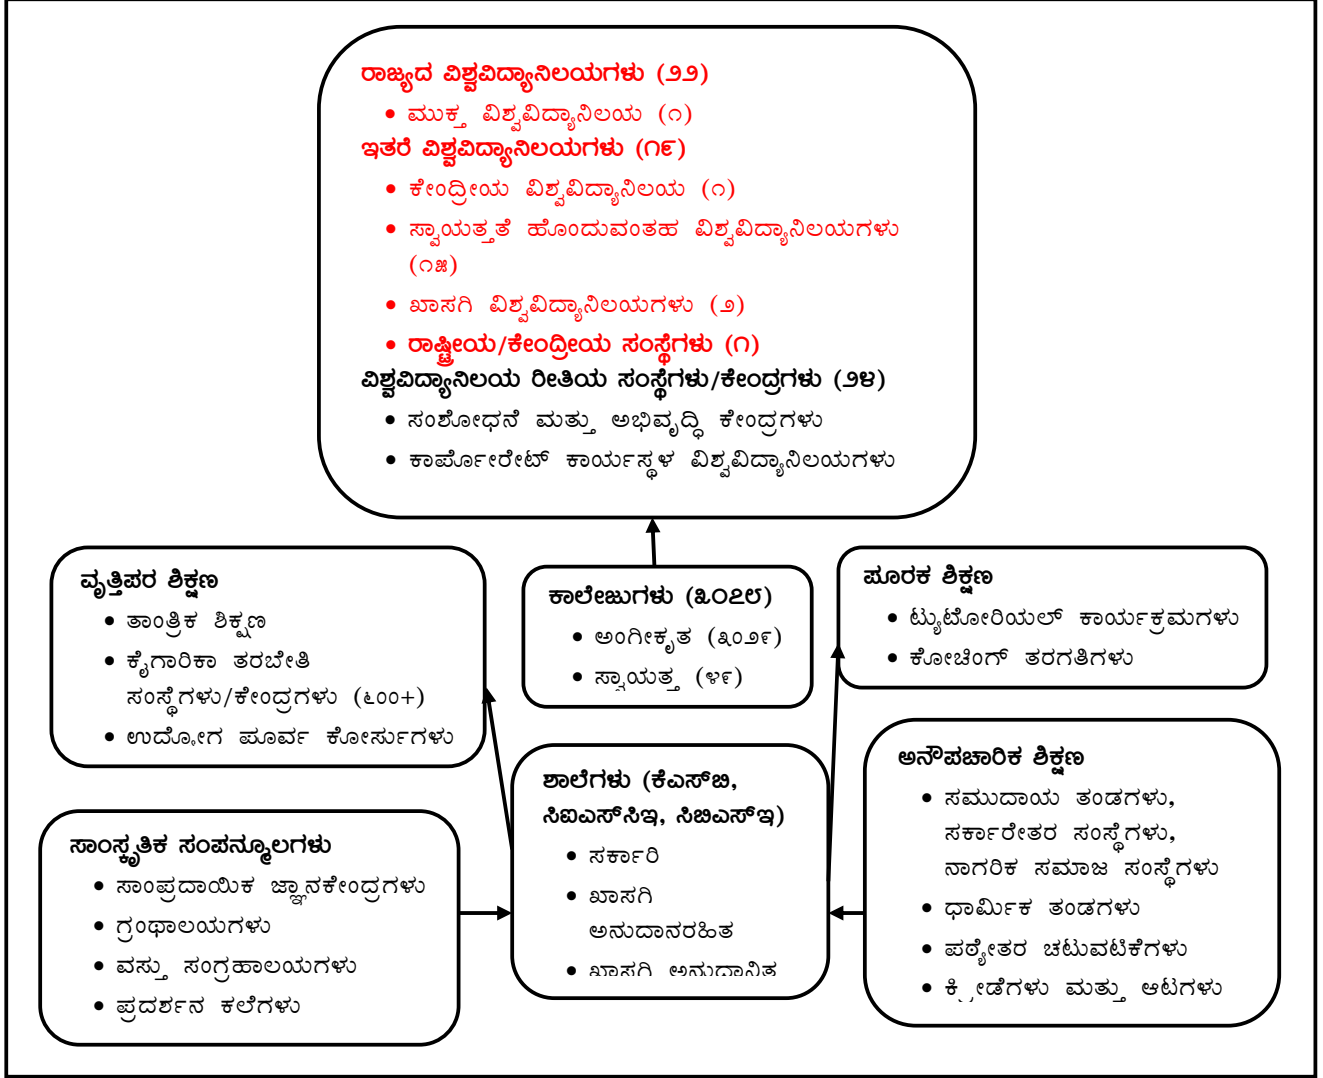 ರಾಜ್ಯದ ವಿಶ್ವವಿದ್ಯಾನಿಲಯಗಳು (೨೨)
• ಮುಕ್ತ ವಿಶ್ವವಿದ್ಯಾನಿಲಯ (೧)
ಇತರೆ ವಿಶ್ವವಿದ್ಯಾನಿಲಯಗಳು (೧೯)
• ಕೇಂದ್ರೀಯ ವಿಶ್ವವಿದ್ಯಾನಿಲಯ (೧)
• ಸ್ವಾಯತ್ತತೆ ಹೊಂದುವಂತಹ ವಿಶ್ವವಿದ್ಯಾನಿಲಯಗಳು
(೧೫)
• ಖಾಸಗಿ ವಿಶ್ವವಿದ್ಯಾನಿಲಯಗಳು (೨)
• ರಾಷ್ಟ್ರೀಯ/ಕೇಂದ್ರೀಯ ಸಂಸ್ಥೆಗಳು (೧)
ವಿಶ್ವವಿದ್ಯಾನಿಲಯ ರೀತಿಯ ಸಂಸ್ಥೆಗಳು/ಕೇಂದ್ರಗಳು (೨೪)
• ಸಂಶೋಧನೆ ಮತ್ತು ಅಭಿವೃದ್ಧಿ ಕೇಂದ್ರಗಳು
• ಕಾರ್ಪೋರೇಟ್ ಕಾರ್ಯಸ್ಥಳ ವಿಶ್ವವಿದ್ಯಾನಿಲಯಗಳು
ವೃತ್ತಿಪರ ಶಿಕ್ಷಣ
• ತಾಂತ್ರಿಕ ಶಿಕ್ಷಣ
• ಕೈಗಾರಿಕಾ ತರಬೇತಿ
ಸಂಸ್ಥೆಗಳು/ಕೇಂದ್ರಗಳು (೬೦೦+)
• ಉದ್ಯೋಗ ಪೂರ್ವ ಕೋರ್ಸುಗಳು
ಕಾಲೇಜುಗಳು (೩೦೭೮)
• ಅಂಗೀಕೃತ (೩೦೨೯)
• ಸ್ವಾಯತ್ತ (೪೯)
ಪೂರಕ ಶಿಕ್ಷಣ
• ಟ್ಯುಟೋರಿಯಲ್ ಕಾರ್ಯಕ್ರಮಗಳು
• ಕೋಚಿಂಗ್ ತರಗತಿಗಳು
ಸಾಂಸ್ಕೃತಿಕ ಸಂಪನ್ಮೂಲಗಳು
• ಸಾಂಪ್ರದಾಯಿಕ ಜ್ಞಾನಕೇಂದ್ರಗಳು
• ಗ್ರಂಥಾಲಯಗಳು
• ವಸ್ತು ಸಂಗ್ರಹಾಲಯಗಳು
• ಪ್ರದರ್ಶನ ಕಲೆಗಳು
ಶಾಲೆಗಳು (ಕೆಎಸ್‌ಬಿ,
ಸಿಐಎಸ್‌ಸಿಇ, ಸಿಬಿಎಸ್‌ಇ)
• ಸರ್ಕಾರಿ
• ಖಾಸಗಿ
ಅನುದಾನರಹಿತ
• ಖಾಸಗಿ ಅನುದಾನಿತ
ಅನೌಪಚಾರಿಕ ಶಿಕ್ಷಣ
• ಸಮುದಾಯ ತಂಡಗಳು,
ಸರ್ಕಾರೇತರ ಸಂಸ್ಥೆಗಳು,
ನಾಗರಿಕ ಸಮಾಜ ಸಂಸ್ಥೆಗಳು
• ಧಾರ್ಮಿಕ ತಂಡಗಳು
• ಪಠ್ಯೇತರ ಚಟುವಟಿಕೆಗಳು
• ಕ್ರೀಡೆಗಳು ಮತ್ತು ಆಟಗಳು